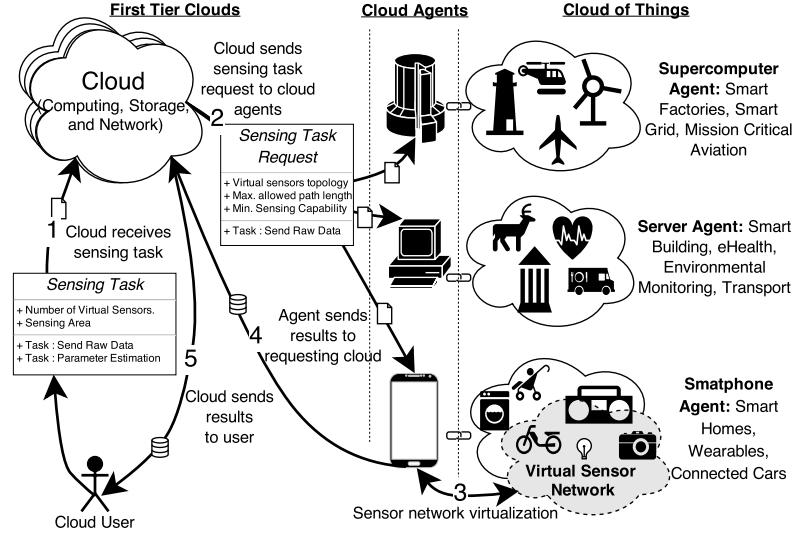 First Tier Clouds
Cloud Agents
Cloud of Things
Cloud
(Computing, Storage,
and Network)
Cloud sends
sensing task
request to cloud
agents
2
Sensing Task
Request
+ Virtual sensors topology
+ Max. allowed path length
+ Min. Sensing Capability
+ Task : Send Raw Data
Supercomputer
Agent: Smart
Factories, Smart
Grid, Mission Critical
Aviation
1
Cloud receives
sensing task
Sensing Task
+ Number of Virtual Sensors.
+ Sensing Area
+ Task : Send Raw Data
+ Task : Parameter Estimation
Server Agent: Smart
Building, eHealth,
Environmental
Monitoring, Transport
4
Agent sends
results to
requesting cloud
5
Cloud sends
results
to user
Smatphone
Agent: Smart
Homes,
Wearables,
Connected Cars
Virtual Sensor
Network
3
Sensor network virtualization
Cloud User